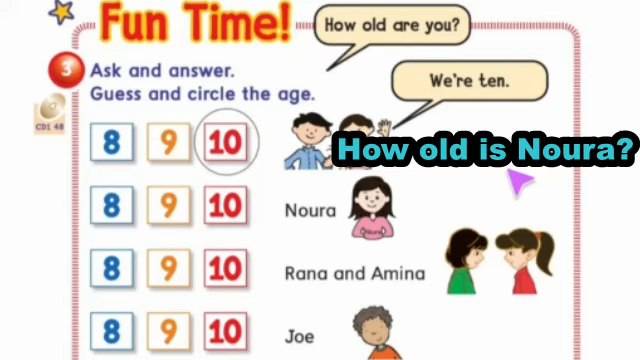 Fun Time!
How old are you?
3 Ask and answer.
Guess and circle the age.
We're ten.
CD1 48
8 9 10
How old is Noura?
8 9 10 Noura
8 9 10 Rana and Amina
8 9 10 Joe